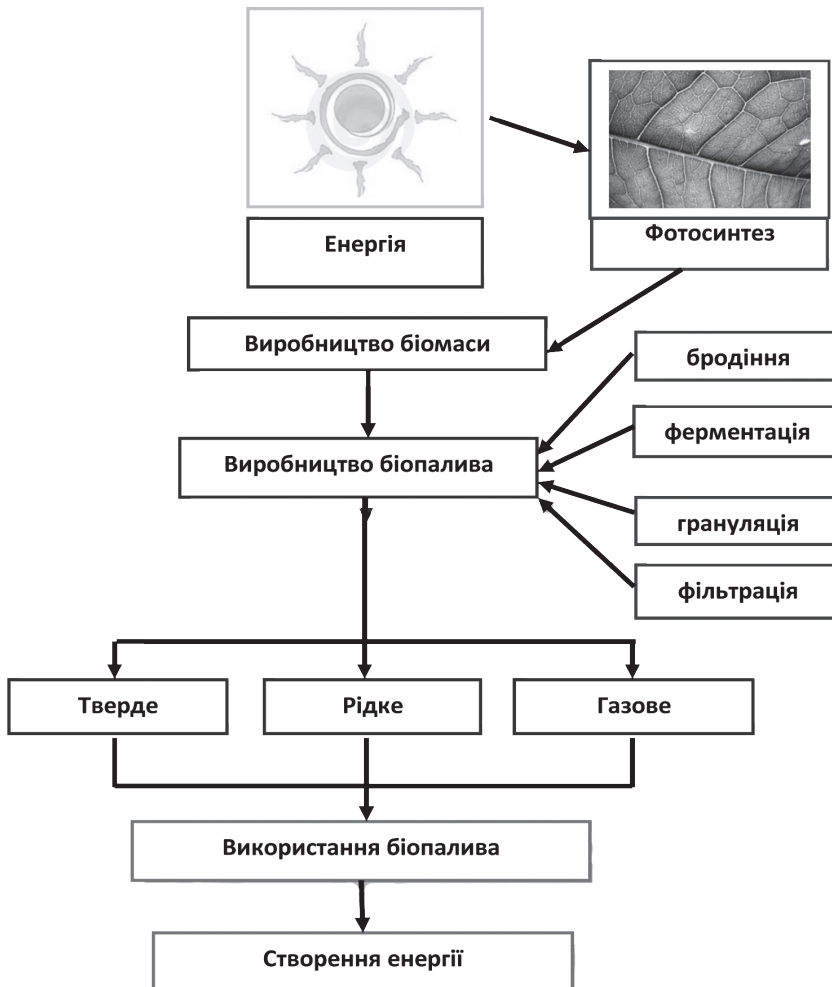 Енергія
Фотосинтез
Виробництво біомаси
бродіння
ферментація
Виробництво біопалива
грануляція
фільтрація
Тверде
Рідке
Газове
Використання біопалива
Створення енергії